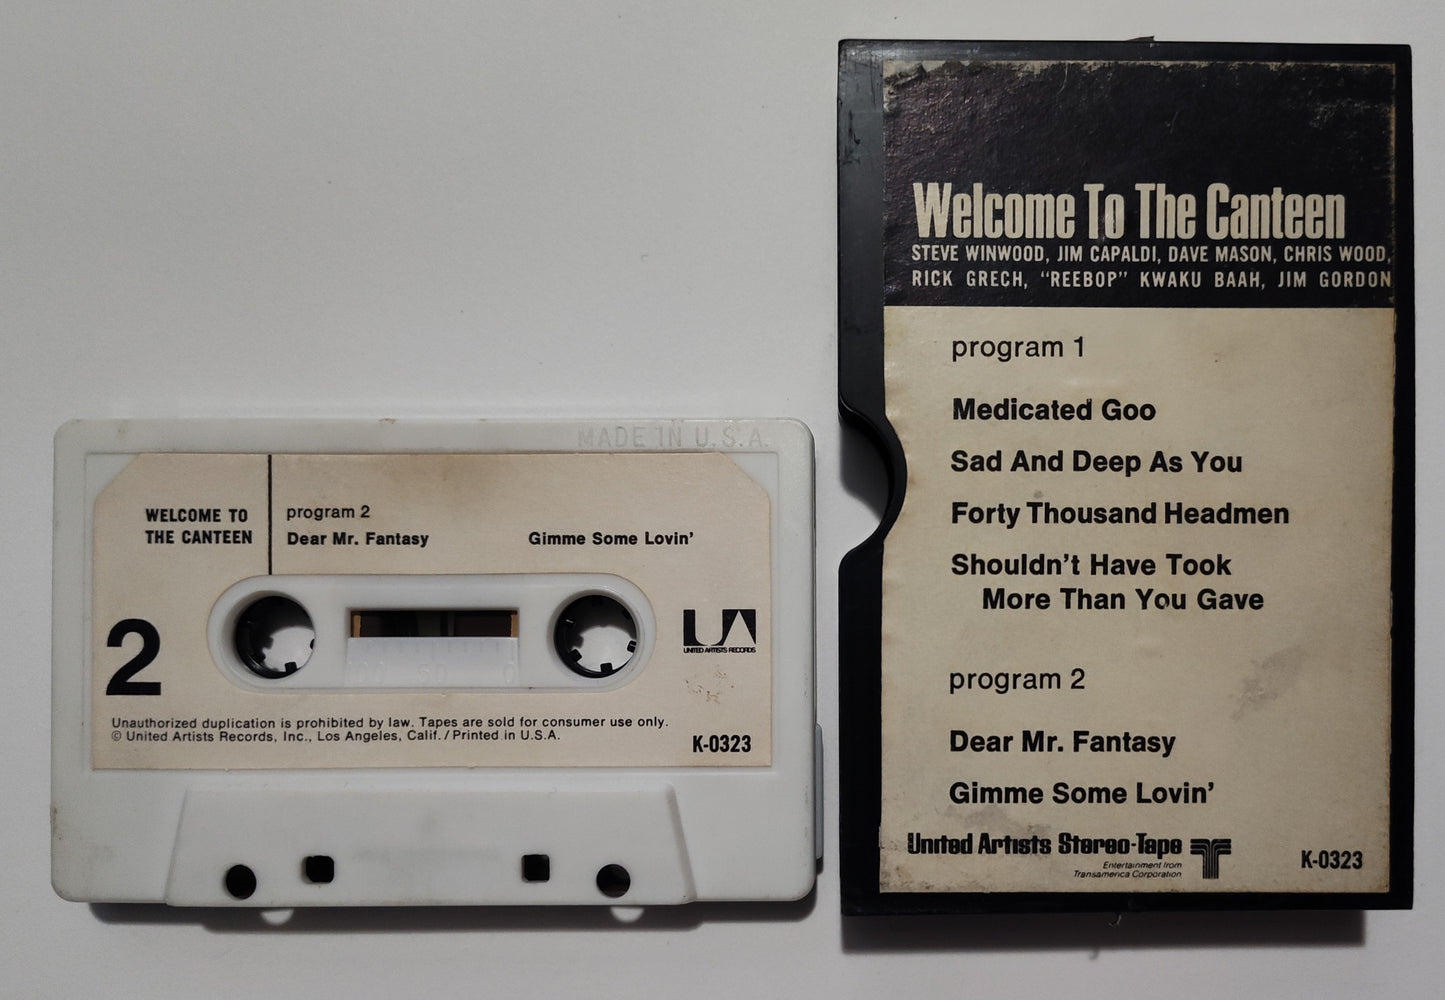 MADE IN U.S.A.
WELCOME TO
THE CANTEEN
program 2
Dear Mr. Fantasy Gimme Some Lovin'
2
UA
UNITED ARTISTS RECORDS
100 50 0
Unauthorized duplication is prohibited by law. Tapes are sold for consumer use only.
© United Artists Records, Inc., Los Angeles, Calif. / Printed in U.S.A.
K-0323
Welcome To The Canteen
STEVE WINWOOD, JIM CAPALDI, DAVE MASON, CHRIS WOOD,
RICK GRECH, “REEBOP” KWAKU BAAH, JIM GORDON
program 1
Medicated Goo
Sad And Deep As You
Forty Thousand Headmen
Shouldn't Have Took
More Than You Gave
program 2
Dear Mr. Fantasy
Gimme Some Lovin'
United Artists Stereo-Tape
Entertainment from
Transamerica Corporation
K-0323